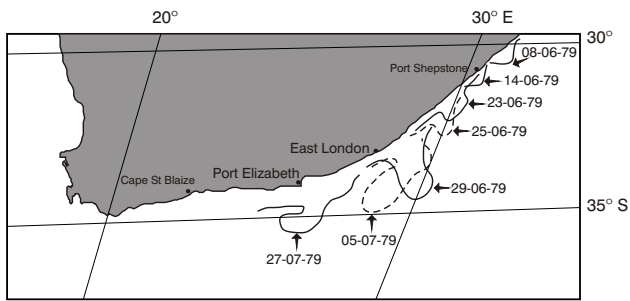 20° 30° E
30°
08-06-79
Port Shepstone
14-06-79
23-06-79
25-06-79
East London
Port Elizabeth
Cape St Blaize
29-06-79
35° S
05-07-79
27-07-79